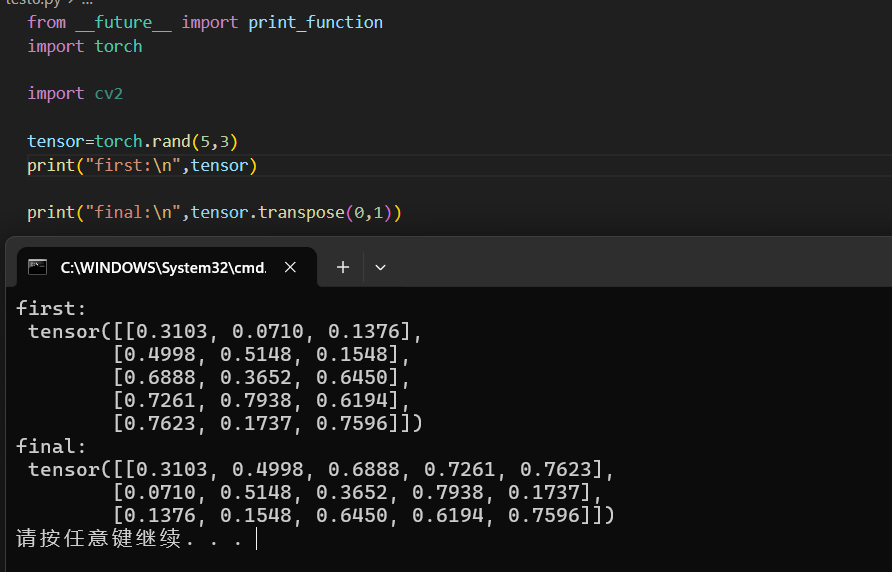 testo.py > ...
from __future__ import print_function
import torch
import cv2
tensor=torch.rand(5,3)
print("first:\n",tensor)
print("final:\n",tensor.transpose(0,1))
C:\WINDOWS\System32\cmd.
first:
 tensor([[0.3103, 0.0710, 0.1376],
        [0.4998, 0.5148, 0.1548],
        [0.6888, 0.3652, 0.6450],
        [0.7261, 0.7938, 0.6194],
        [0.7623, 0.1737, 0.7596]])
final:
 tensor([[0.3103, 0.4998, 0.6888, 0.7261, 0.7623],
        [0.0710, 0.5148, 0.3652, 0.7938, 0.1737],
        [0.1376, 0.1548, 0.6450, 0.6194, 0.7596]])
请按任意键继续. . .